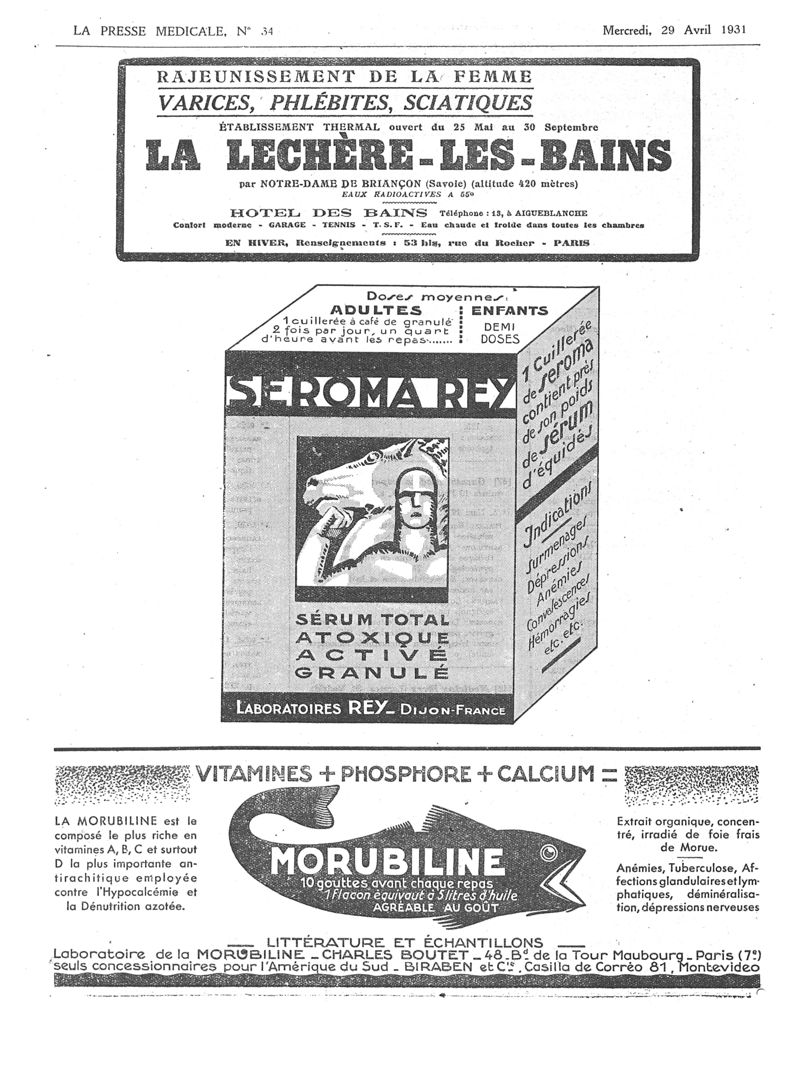 LA PRESSE MEDICALE, N° 34
Mercredi, 29 Avril 1931
RAJEUNISSEMENT DE LA FEMME
VARICES, PHLÉBITES, SCIATIQUES
ÉTABLISSEMENT THERMAL ouvert du 25 Mai au 30 Septembre
LA LECHÈRE-LES-BAINS
par NOTRE-DAME DE BRIANÇON (Savoie) (altitude 420 mètres)
EAUX RADIOACTIVES A 55°
HOTEL DES BAINS Téléphone : 13, à AIGUEBLANCHE
Confort moderne - GARAGE - TENNIS - T.S.F. - Eau chaude et froide dans toutes les chambres
EN HIVER, Renseignements : 53 bis, rue du Rocher - PARIS
Doses moyennes:
ADULTES
1 cuillerée à café de granulé
2 fois par jour, un quart
d'heure avant les repas.......
ENFANTS
DEMI
DOSES
SEROMA REY
1 Cuillerée
de seroma
contient près
de son poids
de sérum
d'équidés
Indications
Surmenages
Dépressions
Anémies
Convalescences
Hémorragies
etc. etc.
SÉRUM TOTAL
ATOXIQUE
ACTIVÉ
GRANULÉ
LABORATOIRES REY_ DIJON-FRANCE
VITAMINES + PHOSPHORE + CALCIUM =
LA MORUBILINE est le
composé le plus riche en
vitamines A, B, C et surtout
D la plus importante an-
tirachitique employée
contre l'Hypocalcémie et
la Dénutrition azotée.
MORUBILINE
10 gouttes avant chaque repas
1 flacon équivaut à 5 litres d'huile
AGRÉABLE AU GOÛT
Extrait organique, concen-
tré, irradié de foie frais
de Morue.
Anémies, Tuberculose, Af-
fections glandulaires et lym-
phatiques, déminéralisa-
tion, dépressions nerveuses
LITTÉRATURE ET ÉCHANTILLONS
Laboratoire de la MORUBILINE _ CHARLES BOUTET _ 48_Bd de la Tour Maubourg_ Paris (7e)
seuls concessionnaires pour l'Amérique du Sud _ BIRABEN et Cie, Casilla de Corrèo 81, Montevideo